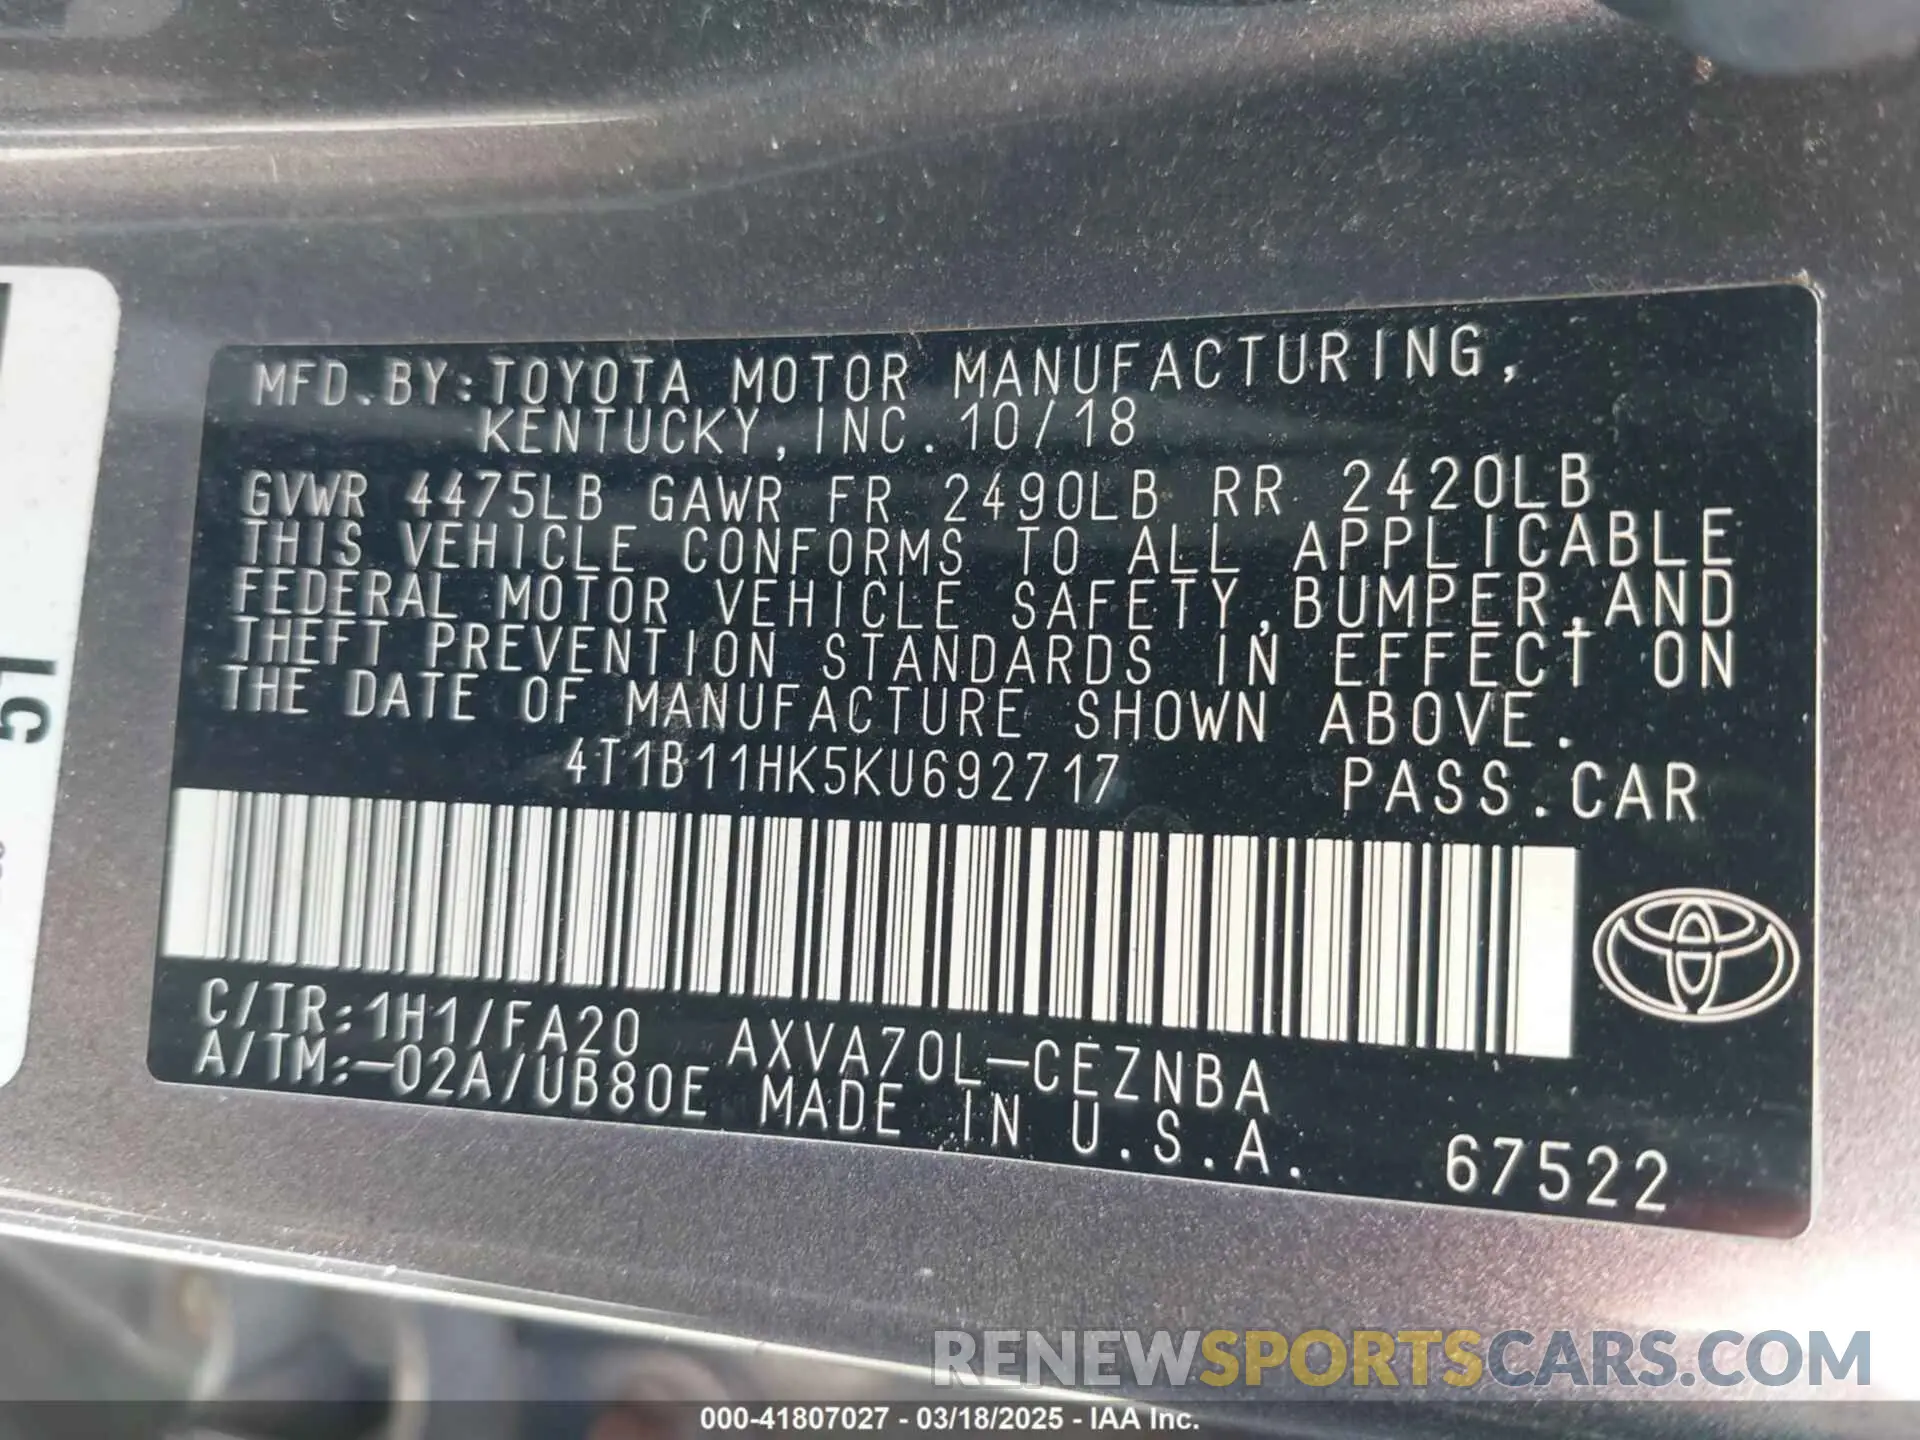 MFD.BY:TOYOTA MOTOR MANUFACTURING,
KENTUCKY,INC.10/18
GVWR 4475LB GAWR FR 2490LB RR 2420LB
THIS VEHICLE CONFORMS TO ALL APPLICABLE
FEDERAL MOTOR VEHICLE SAFETY,BUMPER,AND
THEFT PREVENTION STANDARDS IN EFFECT ON
THE DATE OF MANUFACTURE SHOWN ABOVE.
4T1B11HK5KU692717 PASS.CAR
C/TR:1H1/FA20 AXVA70L-CEZNBA
A/TM:-02A/UB80E MADE IN U.S.A.
67522
RENEWSPORTSCARS.COM
000-41807027 - 03/18/2025 - IAA Inc.